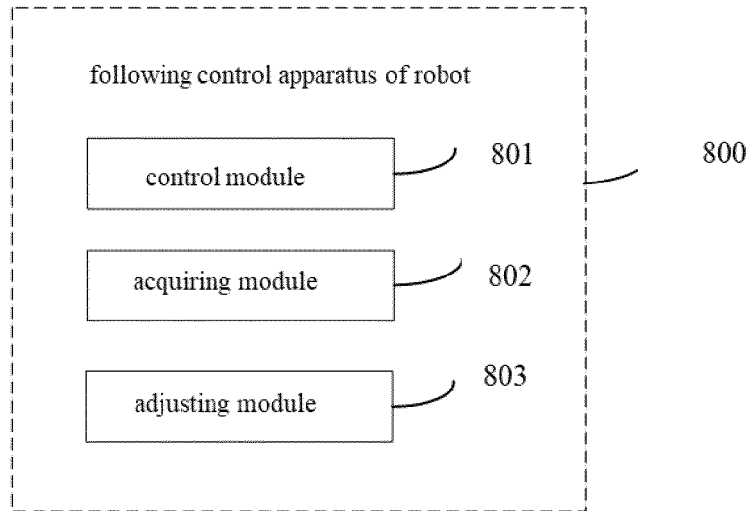 following control apparatus of robot
control module
801
800
acquiring module
802
adjusting module
803